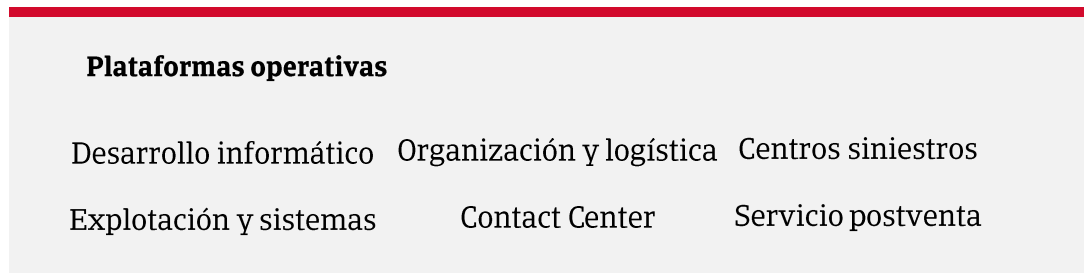 Plataformas operativas
Desarrollo informático Organización y logística Centros siniestros
Explotación y sistemas Contact Center Servicio postventa